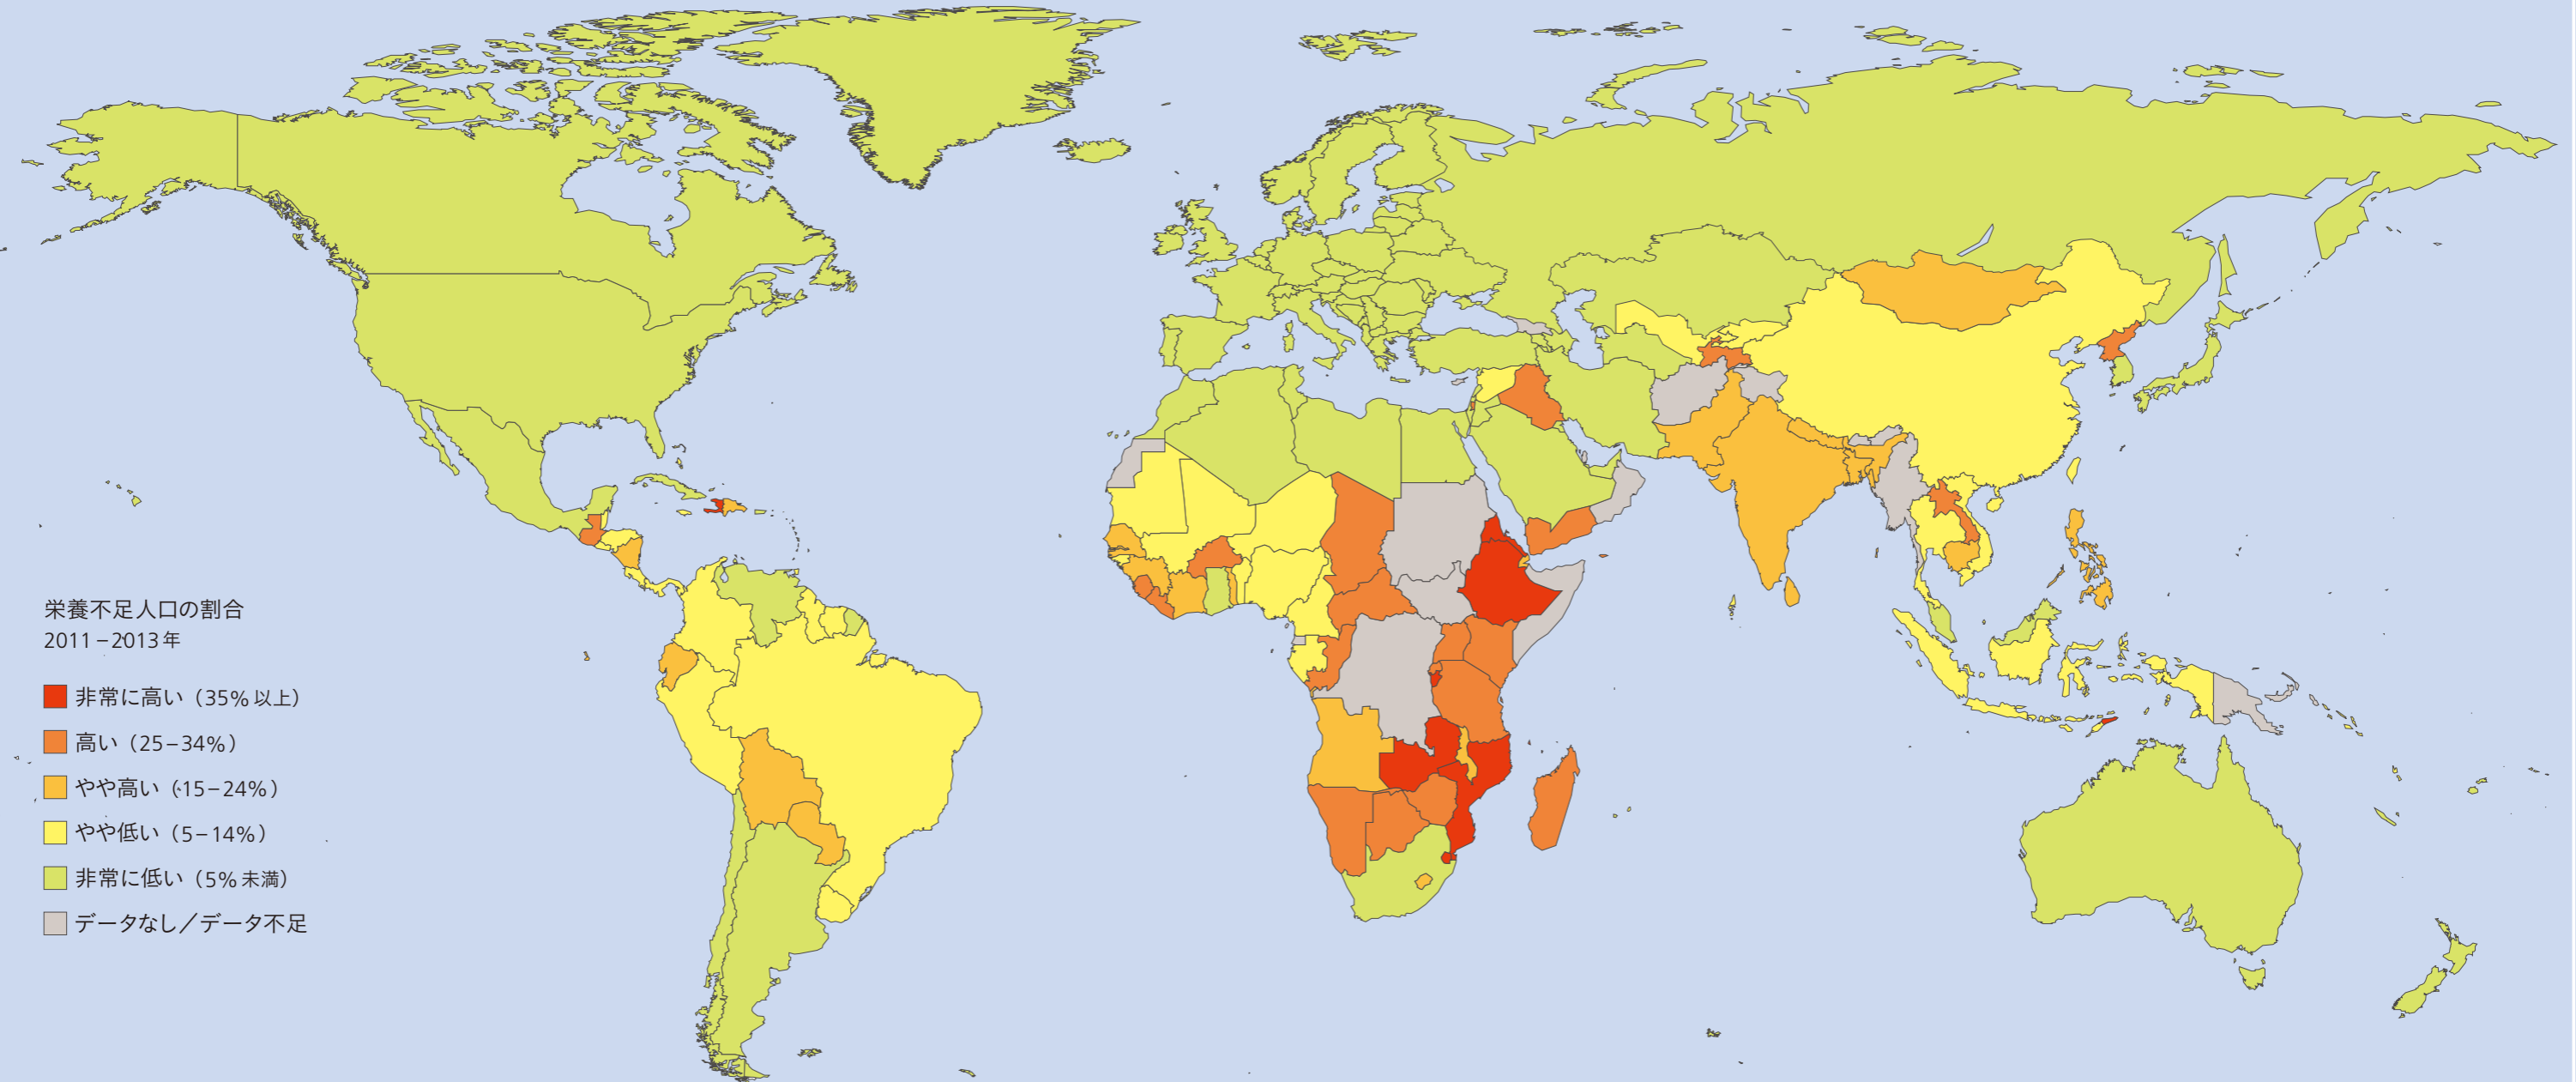 栄養不足人口の割合
2011–2013年
非常に高い（35%以上）
高い（25–34%）
やや高い（15–24%）
やや低い（5–14%）
非常に低い（5%未満）
データなし／データ不足